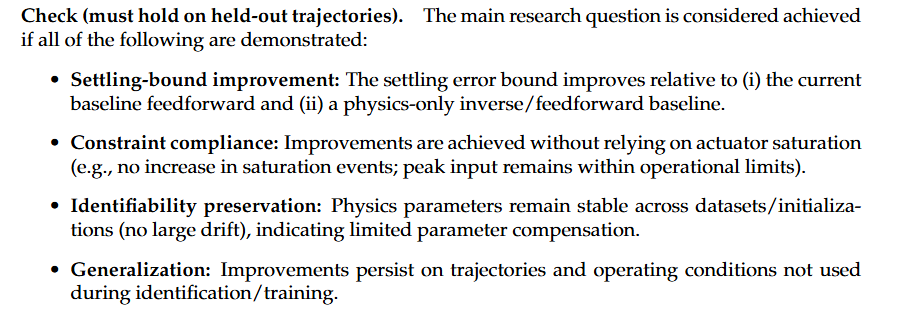 Check (must hold on held-out trajectories). The main research question is considered achieved
if all of the following are demonstrated:
• Settling-bound improvement: The settling error bound improves relative to (i) the current
baseline feedforward and (ii) a physics-only inverse/feedforward baseline.
• Constraint compliance: Improvements are achieved without relying on actuator saturation
(e.g., no increase in saturation events; peak input remains within operational limits).
• Identifiability preservation: Physics parameters remain stable across datasets/initializa-
tions (no large drift), indicating limited parameter compensation.
• Generalization: Improvements persist on trajectories and operating conditions not used
during identification/training.